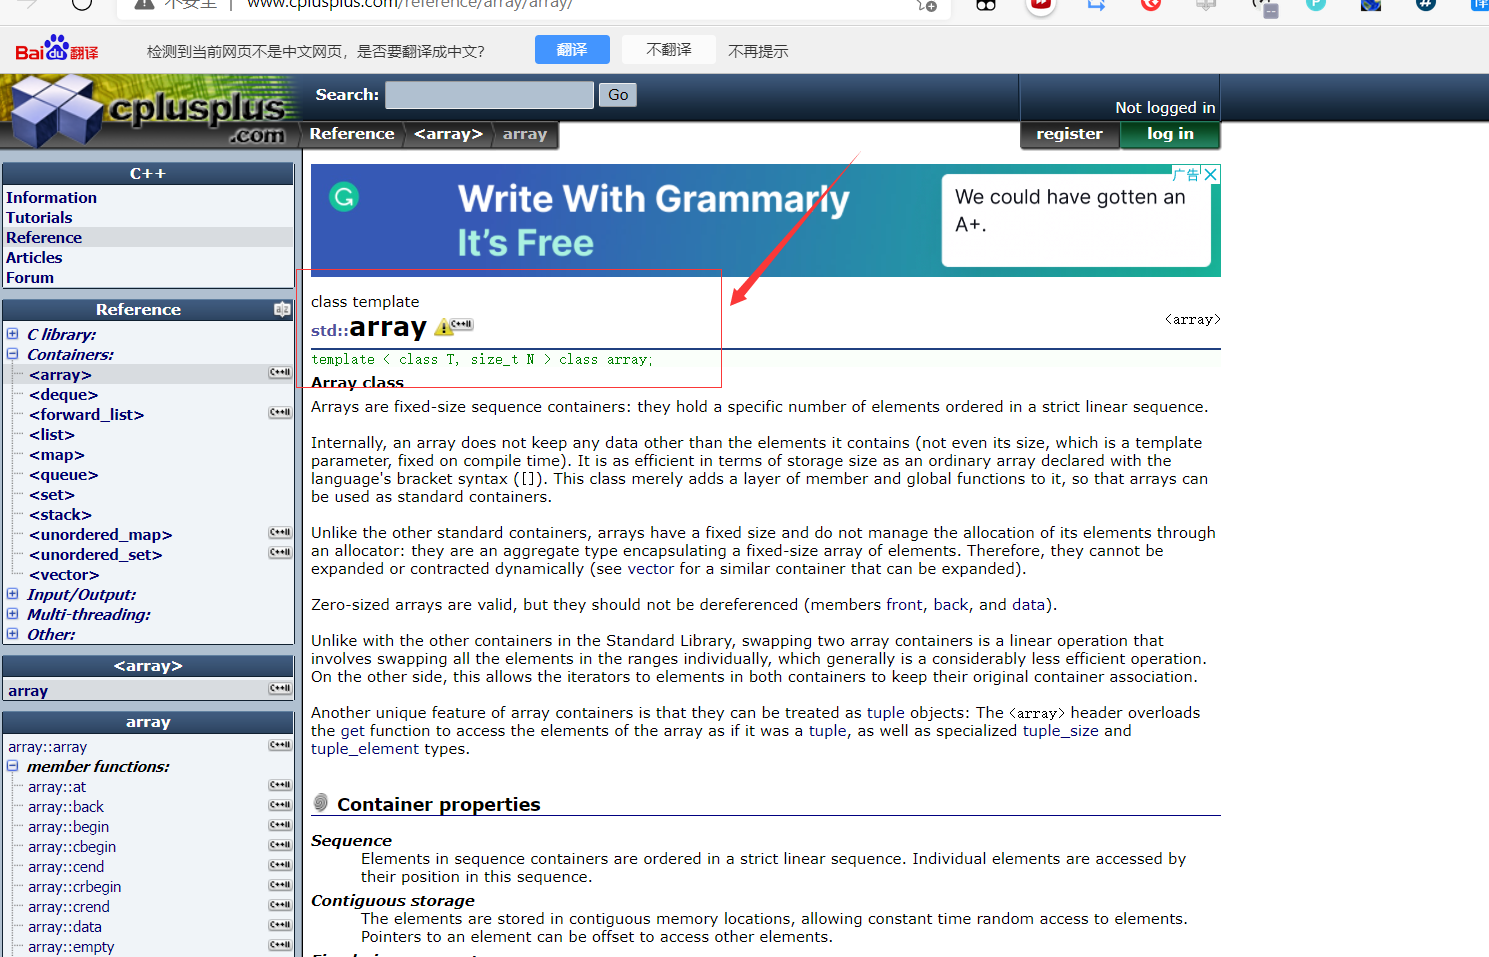 不安全 | www.cplusplus.com/reference/array/array/
Bai du 翻译 检测到当前网页不是中文网页，是否要翻译成中文？ 翻译 不翻译 不再提示
cplusplus
.com
Search: Go
Not logged in
Reference <array> array
register log in
C++
Information
Tutorials
Reference
Articles
Forum
Reference
C library:
Containers:
<array> C++11
<deque>
<forward_list> C++11
<list>
<map>
<queue>
<set>
<stack>
<unordered_map> C++11
<unordered_set> C++11
<vector>
Input/Output:
Multi-threading:
Other:
<array>
array C++11
array
array::array C++11
member functions:
array::at C++11
array::back C++11
array::begin C++11
array::cbegin C++11
array::cend C++11
array::crbegin C++11
array::crend C++11
array::data C++11
array::empty C++11
Write With Grammarly
It's Free
广告
We could have gotten an
A+.
class template
std::array C++11
<array>
template < class T, size_t N > class array;
Array class
Arrays are fixed-size sequence containers: they hold a specific number of elements ordered in a strict linear sequence.
Internally, an array does not keep any data other than the elements it contains (not even its size, which is a template
parameter, fixed on compile time). It is as efficient in terms of storage size as an ordinary array declared with the
language's bracket syntax ([]). This class merely adds a layer of member and global functions to it, so that arrays can
be used as standard containers.
Unlike the other standard containers, arrays have a fixed size and do not manage the allocation of its elements through
an allocator: they are an aggregate type encapsulating a fixed-size array of elements. Therefore, they cannot be
expanded or contracted dynamically (see vector for a similar container that can be expanded).
Zero-sized arrays are valid, but they should not be dereferenced (members front, back, and data).
Unlike with the other containers in the Standard Library, swapping two array containers is a linear operation that
involves swapping all the elements in the ranges individually, which generally is a considerably less efficient operation.
On the other side, this allows the iterators to elements in both containers to keep their original container association.
Another unique feature of array containers is that they can be treated as tuple objects: The <array> header overloads
the get function to access the elements of the array as if it was a tuple, as well as specialized tuple_size and
tuple_element types.
Container properties
Sequence
Elements in sequence containers are ordered in a strict linear sequence. Individual elements are accessed by
their position in this sequence.
Contiguous storage
The elements are stored in contiguous memory locations, allowing constant time random access to elements.
Pointers to an element can be offset to access other elements.